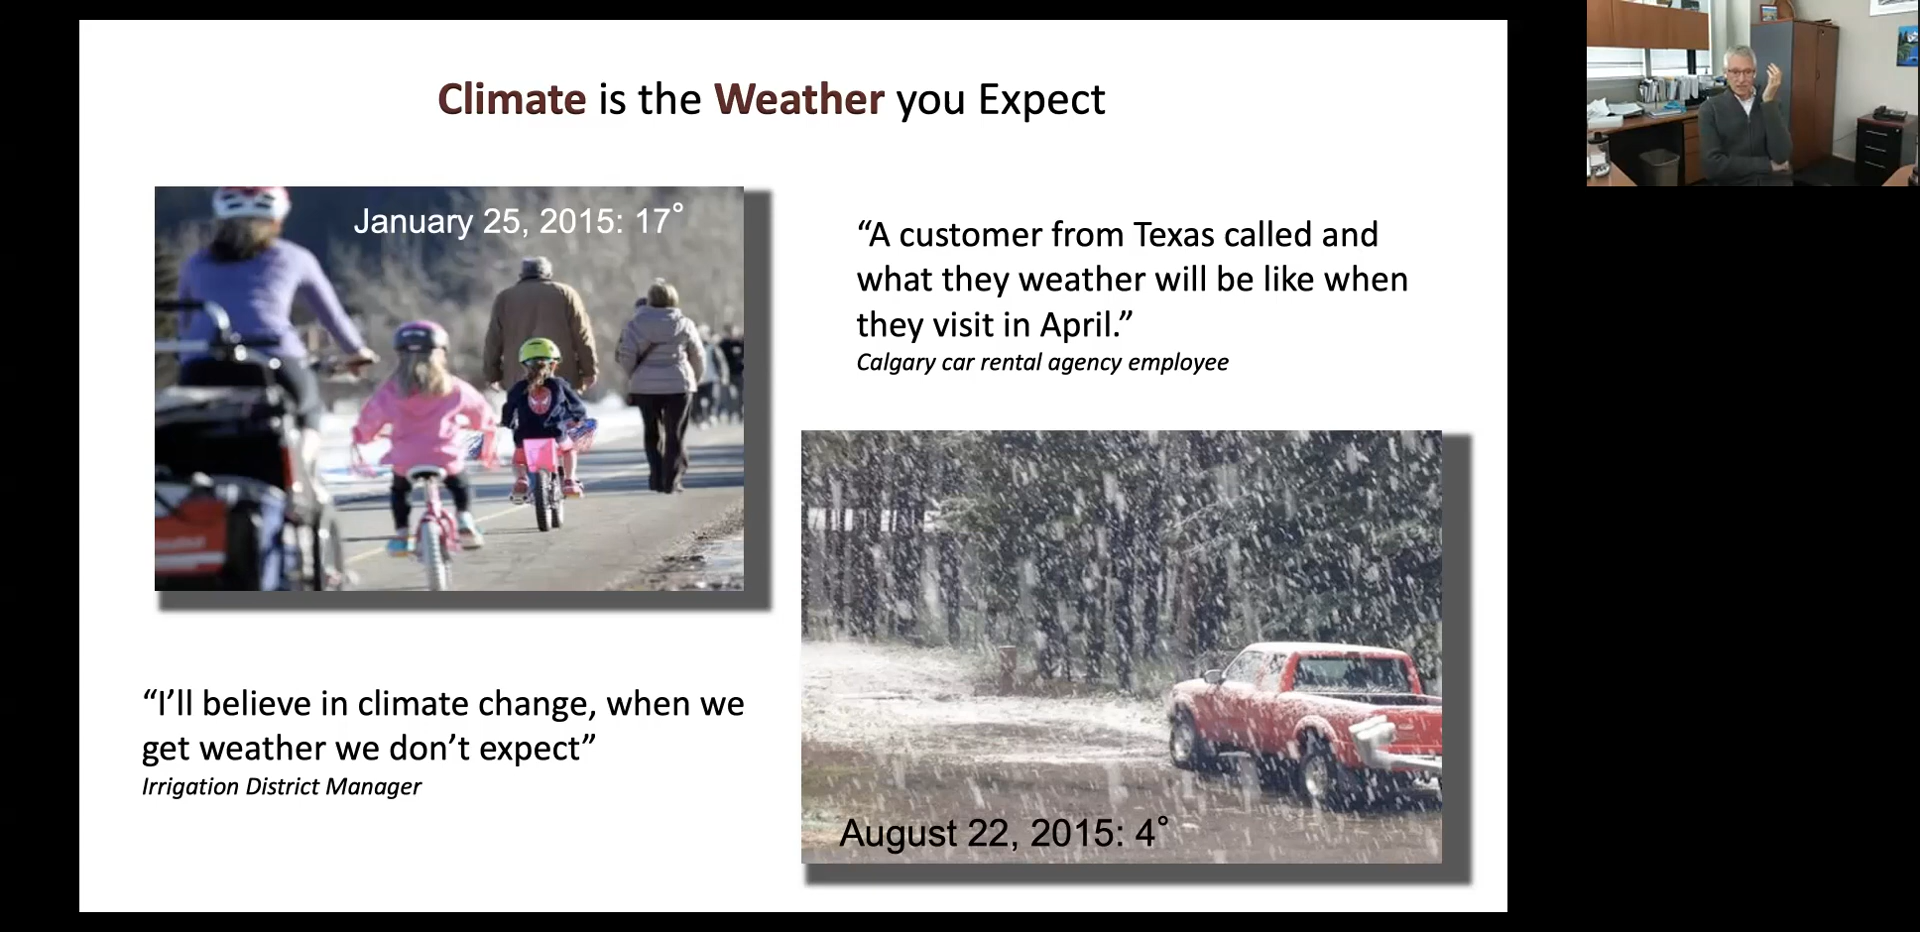 Climate is the Weather you Expect
January 25, 2015: 17°
“A customer from Texas called and
what they weather will be like when
they visit in April.”
Calgary car rental agency employee
“I’ll believe in climate change, when we
get weather we don’t expect”
Irrigation District Manager
August 22, 2015: 4°